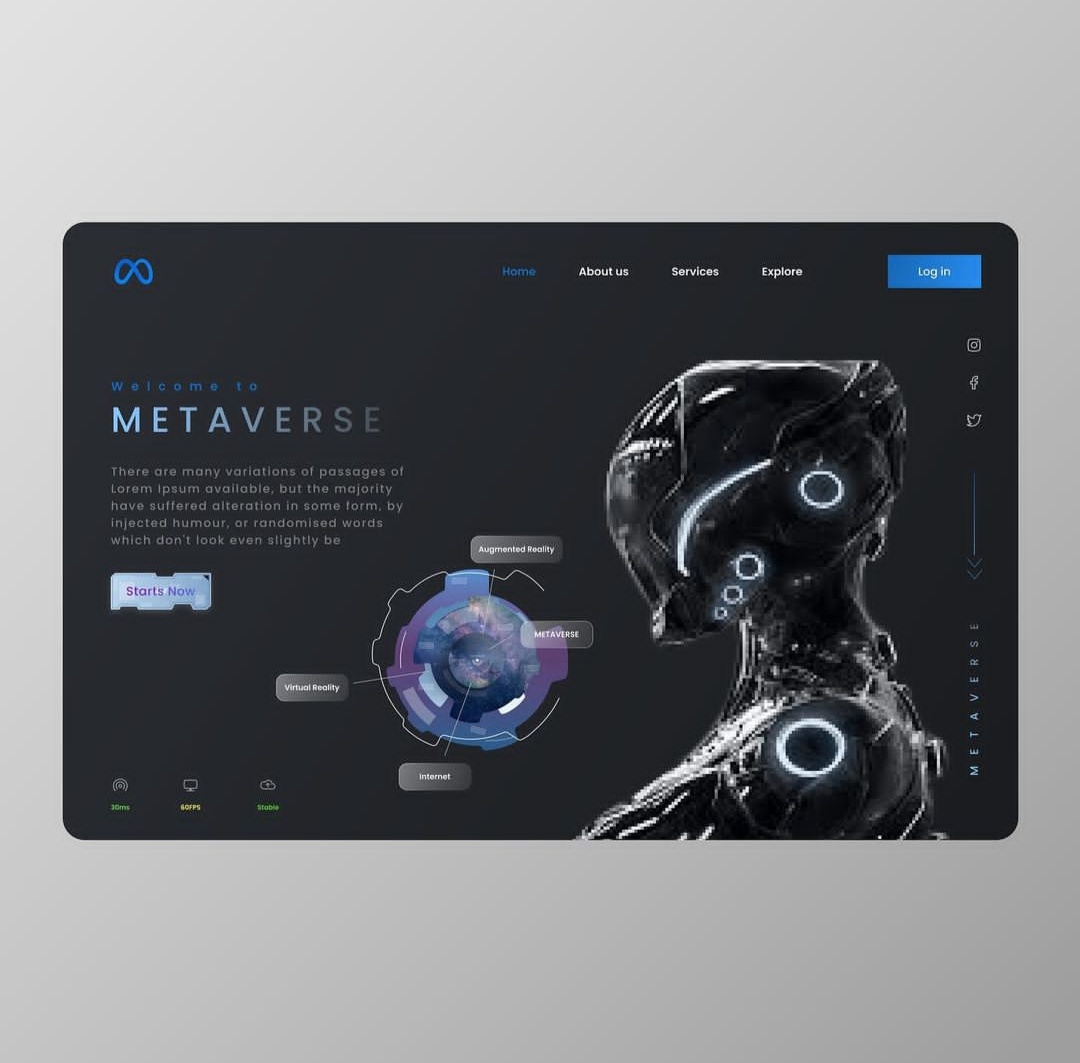 Home About us Services Explore Log in
Welcome to
METAVERSE
There are many variations of passages of
Lorem Ipsum available, but the majority
have suffered alteration in some form, by
injected humour, or randomised words
which don't look even slightly be
Starts Now
Augmented Reality
METAVERSE
Virtual Reality
Internet
30ms 60FPS Stable
METAVERSE